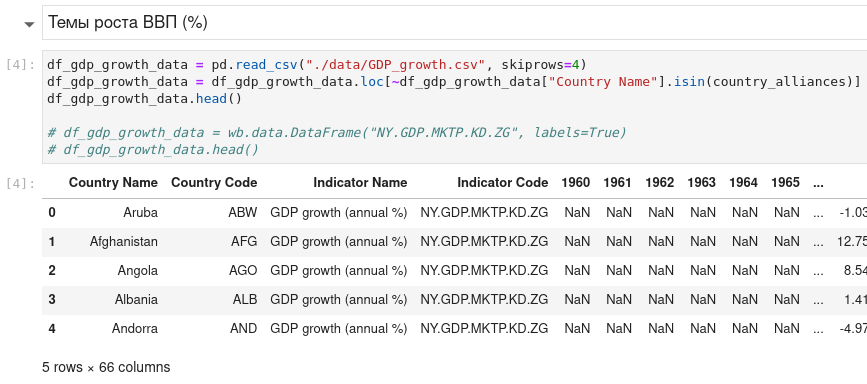 Темы роста ВВП (%)
[4]: df_gdp_growth_data = pd.read_csv("./data/GDP_growth.csv", skiprows=4)
df_gdp_growth_data = df_gdp_growth_data.loc[~df_gdp_growth_data["Country Name"].isin(country_alliances)]
df_gdp_growth_data.head()
# df_gdp_growth_data = wb.data.DataFrame("NY.GDP.MKTP.KD.ZG", labels=True)
# df_gdp_growth_data.head()
[4]: Country Name Country Code Indicator Name Indicator Code 1960 1961 1962 1963 1964 1965 ...
0 Aruba ABW GDP growth (annual %) NY.GDP.MKTP.KD.ZG NaN NaN NaN NaN NaN NaN ... -1.03
1 Afghanistan AFG GDP growth (annual %) NY.GDP.MKTP.KD.ZG NaN NaN NaN NaN NaN NaN ... 12.75
2 Angola AGO GDP growth (annual %) NY.GDP.MKTP.KD.ZG NaN NaN NaN NaN NaN NaN ... 8.54
3 Albania ALB GDP growth (annual %) NY.GDP.MKTP.KD.ZG NaN NaN NaN NaN NaN NaN ... 1.41
4 Andorra AND GDP growth (annual %) NY.GDP.MKTP.KD.ZG NaN NaN NaN NaN NaN NaN ... -4.97
5 rows × 66 columns